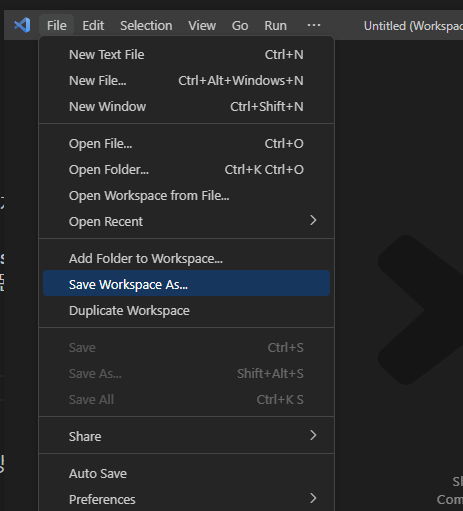 File Edit Selection View Go Run ··· Untitled (Workspac
New Text File Ctrl+N
New File... Ctrl+Alt+Windows+N
New Window Ctrl+Shift+N
Open File... Ctrl+O
Open Folder... Ctrl+K Ctrl+O
Open Workspace from File...
Open Recent
Add Folder to Workspace...
Save Workspace As...
Duplicate Workspace
Save Ctrl+S
Save As... Shift+Alt+S
Save All Ctrl+K S
Share
Auto Save
Sh
Preferences
Com